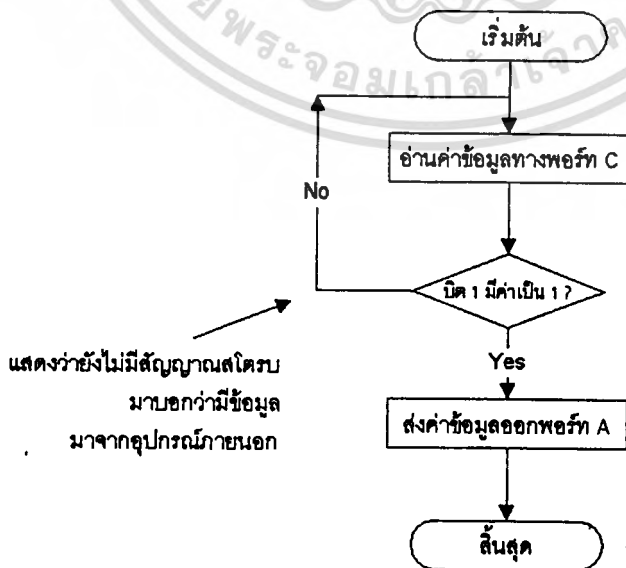 เริ่มต้น
อ่านค่าข้อมูลทางพอร์ท C
No
บิต 1 มีค่าเป็น 1 ?
แสดงว่ายังไม่มีสัญญาณสโตรบ
มาบอกว่ามีข้อมูล
มาจากอุปกรณ์ภายนอก
Yes
ส่งค่าข้อมูลออกพอร์ท A
สิ้นสุด